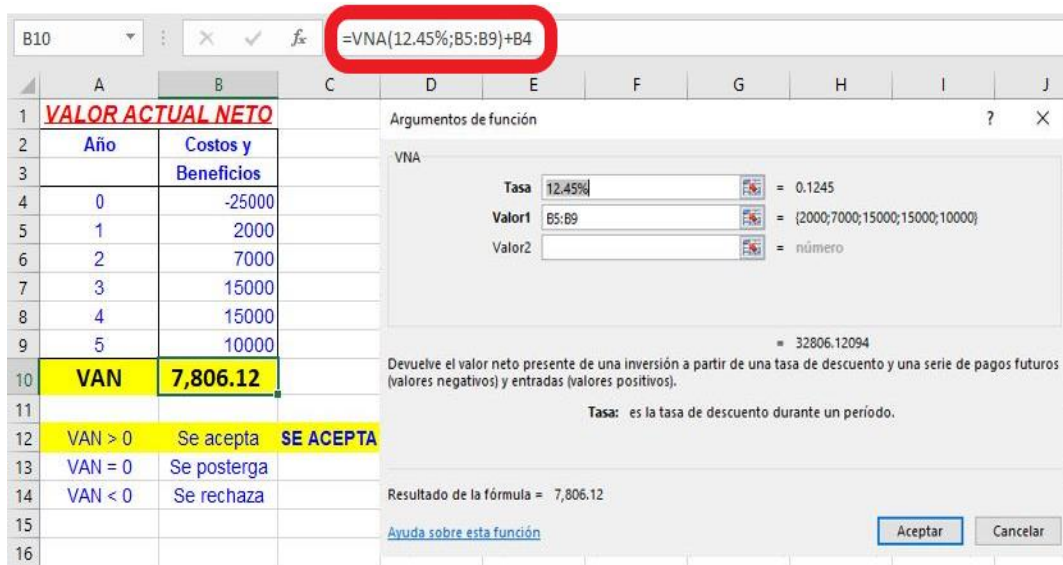 B10 fx =VNA(12.45%;B5:B9)+B4
A B C D E F G H I J
1 VALOR ACTUAL NETO
2 Año Costos y
3 Beneficios
4 0 -25000
5 1 2000
6 2 7000
7 3 15000
8 4 15000
9 5 10000
10 VAN 7,806.12
11
12 VAN > 0 Se acepta SE ACEPTA
13 VAN = 0 Se posterga
14 VAN < 0 Se rechaza
15
16
Argumentos de función ? X
VNA
Tasa 12.45% = 0.1245
Valor1 B5:B9 = {2000;7000;15000;15000;10000}
Valor2 = número
= 32806.12094
Devuelve el valor neto presente de una inversión a partir de una tasa de descuento y una serie de pagos futuros
(valores negativos) y entradas (valores positivos).
Tasa: es la tasa de descuento durante un período.
Resultado de la fórmula = 7,806.12
Ayuda sobre esta función Aceptar Cancelar